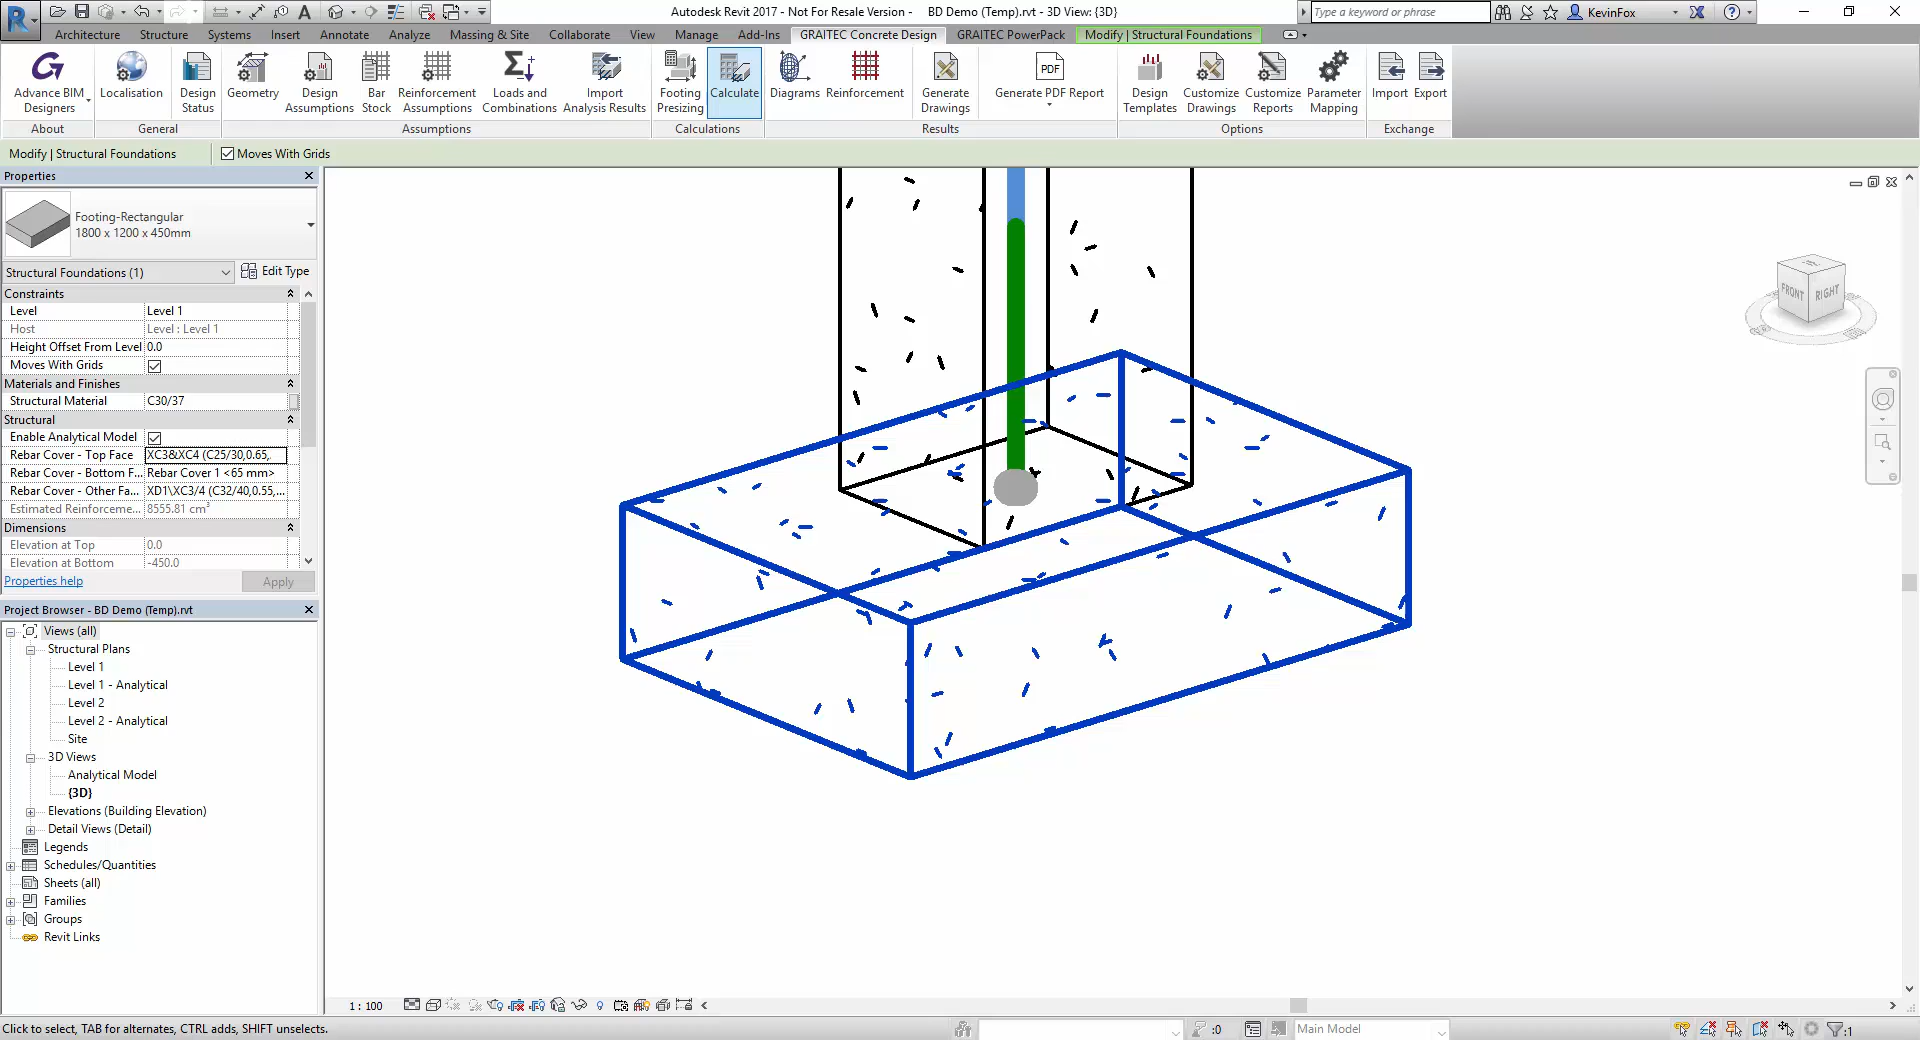 Autodesk Revit 2017 - Not For Resale Version - BD Demo (Temp).rvt - 3D View: {3D}
Type a keyword or phrase
KevinFox
Architecture Structure Systems Insert Annotate Analyze Massing & Site Collaborate View Manage Add-Ins GRAITEC Concrete Design GRAITEC PowerPack Modify | Structural Foundations
Advance BIM Designers
Localisation
Design Status
Geometry
Design Assumptions
Bar Stock
Reinforcement Assumptions
Loads and Combinations
Import Analysis Results
Footing Presizing
Calculate
Diagrams
Reinforcement
Generate Drawings
PDF
Generate PDF Report
Design Templates
Customize Drawings
Customize Reports
Parameter Mapping
Import
Export
About General Assumptions Calculations Results Options Exchange
Modify | Structural Foundations
Moves With Grids
Properties
Footing-Rectangular
1800 x 1200 x 450mm
Structural Foundations (1)
Edit Type
Constraints
Level Level 1
Host Level : Level 1
Height Offset From Level 0.0
Moves With Grids
Materials and Finishes
Structural Material C30/37
Structural
Enable Analytical Model
Rebar Cover - Top Face XC3&XC4 (C25/30,0.65,.
Rebar Cover - Bottom F... Rebar Cover 1 <65 mm>
Rebar Cover - Other Fa... XD1\XC3/4 (C32/40,0.55,...
Estimated Reinforceme... 8555.81 cm³
Dimensions
Elevation at Top 0.0
Elevation at Bottom -450.0
Properties help
Apply
Project Browser - BD Demo (Temp).rvt
Views (all)
Structural Plans
Level 1
Level 1 - Analytical
Level 2
Level 2 - Analytical
Site
3D Views
Analytical Model
{3D}
Elevations (Building Elevation)
Detail Views (Detail)
Legends
Schedules/Quantities
Sheets (all)
Families
Groups
Revit Links
FRONT
RIGHT
1 : 100
Click to select, TAB for alternates, CTRL adds, SHIFT unselects.
:0
Main Model
:1